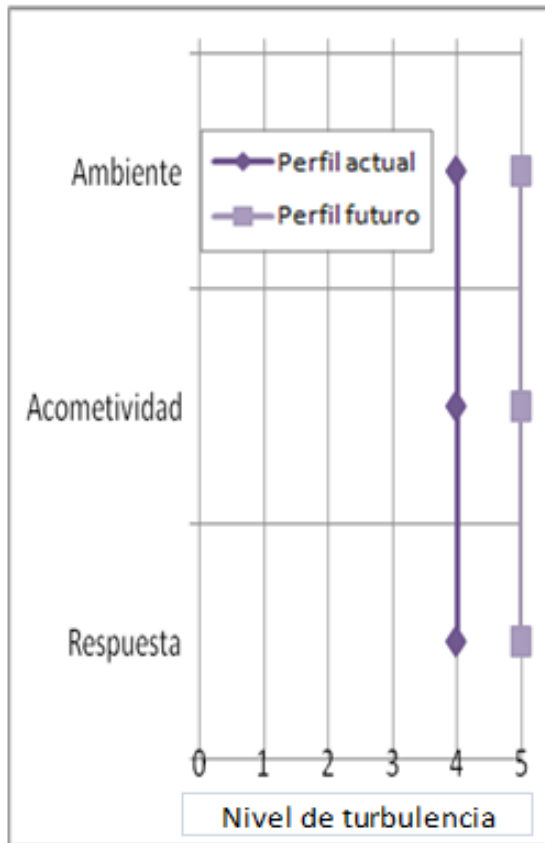 Perfil actual
Perfil futuro
Ambiente
Acometividad
Respuesta
0 1 2 3 4 5
Nivel de turbulencia